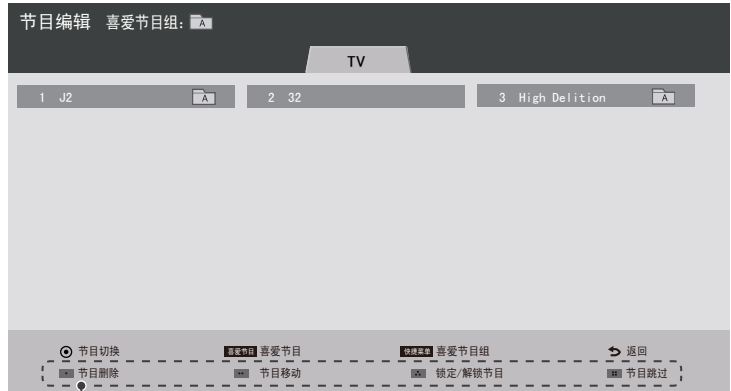 节目编辑 喜爱节目组: A
TV
1 J2 A 2 32 3 High Delition A
节目切换 喜爱节目 喜爱节目 快捷菜单 喜爱节目组 返回
节目删除 节目移动 锁定/解锁节目 节目跳过